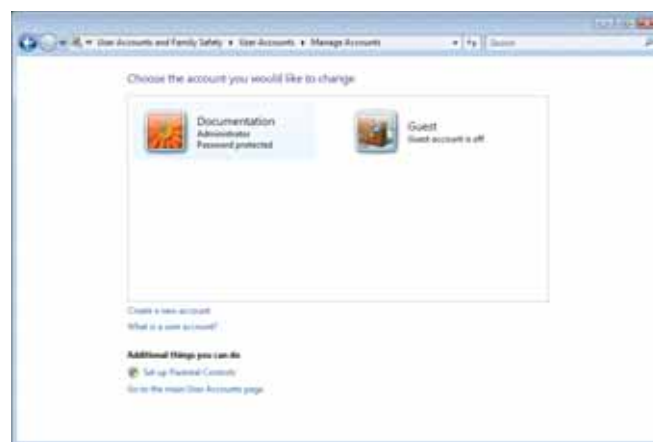 User Accounts and Family Safety ▸ User Accounts ▸ Manage Accounts
Search
Choose the account you would like to change
Documentation
Administrator
Password protected
Guest
Guest account is off
Create a new account
What is a user account?
Additional things you can do
Set up Parental Controls
Go to the main User Accounts page